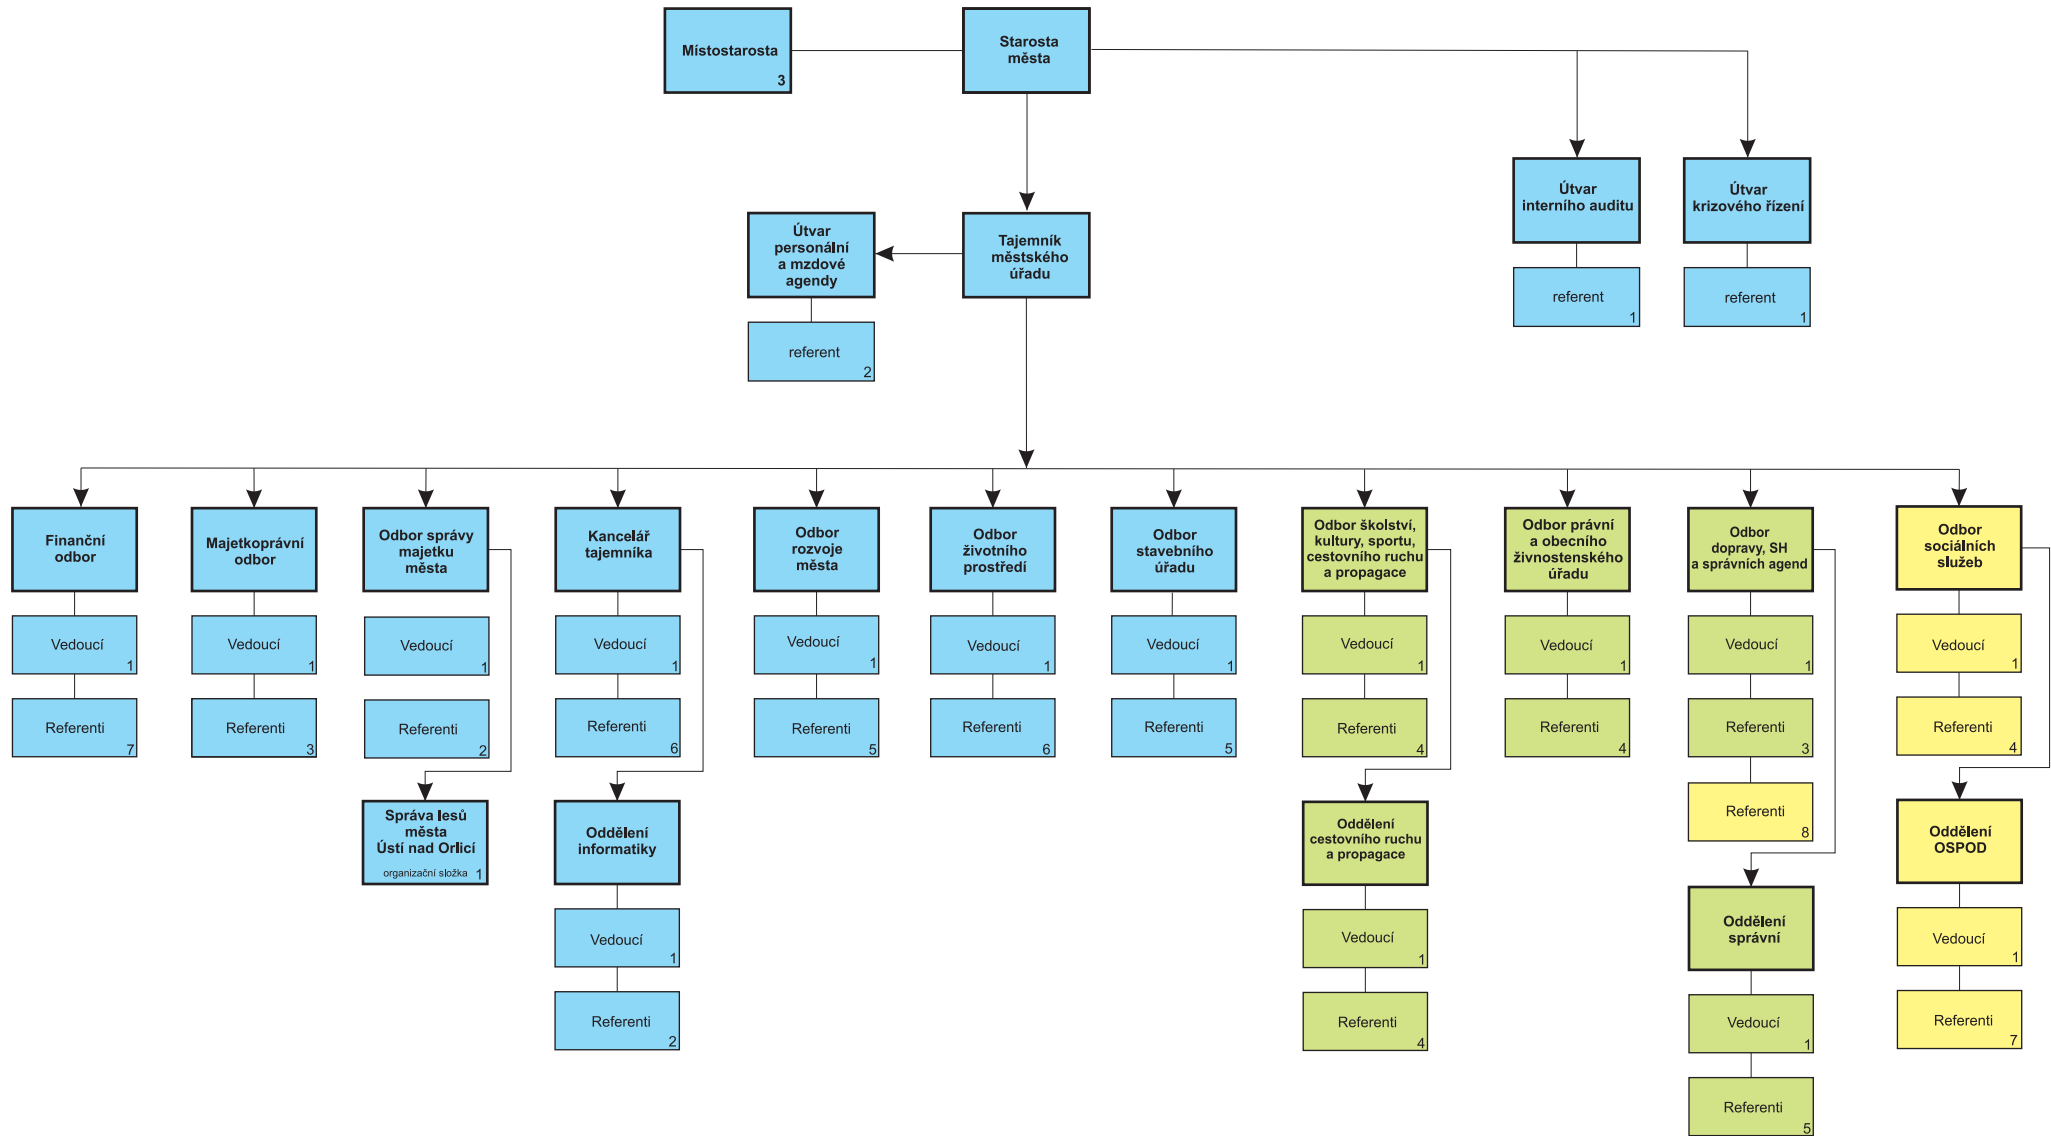 Místostarosta
3
Starosta
města
Útvar
interního auditu
referent
1
Útvar
krizového řízení
referent
1
Útvar
personální
a mzdové
agendy
referent
2
Tajemník
městského
úřadu
Finanční
odbor
Vedoucí
1
Referenti
7
Majetkoprávní
odbor
Vedoucí
1
Referenti
3
Odbor správy
majetku
města
Vedoucí
1
Referenti
2
Správa lesů
města
Ústí nad Orlicí
organizační složka 1
Kancelář
tajemníka
Vedoucí
1
Referenti
6
Oddělení
informatiky
Vedoucí
1
Referenti
2
Odbor
rozvoje
města
Vedoucí
1
Referenti
5
Odbor
životního
prostředí
Vedoucí
1
Referenti
6
Odbor
stavebního
úřadu
Vedoucí
1
Referenti
5
Odbor školství,
kultury, sportu,
cestovního ruchu
a propagace
Vedoucí
1
Referenti
4
Oddělení
cestovního ruchu
a propagace
Vedoucí
1
Referenti
4
Odbor právní
a obecního
živnostenského
úřadu
Vedoucí
1
Referenti
4
Odbor
dopravy, SH
a správních agend
Vedoucí
1
Referenti
3
Referenti
8
Oddělení
správní
Vedoucí
1
Referenti
5
Odbor
sociálních
služeb
Vedoucí
1
Referenti
4
Oddělení
OSPOD
Vedoucí
1
Referenti
7